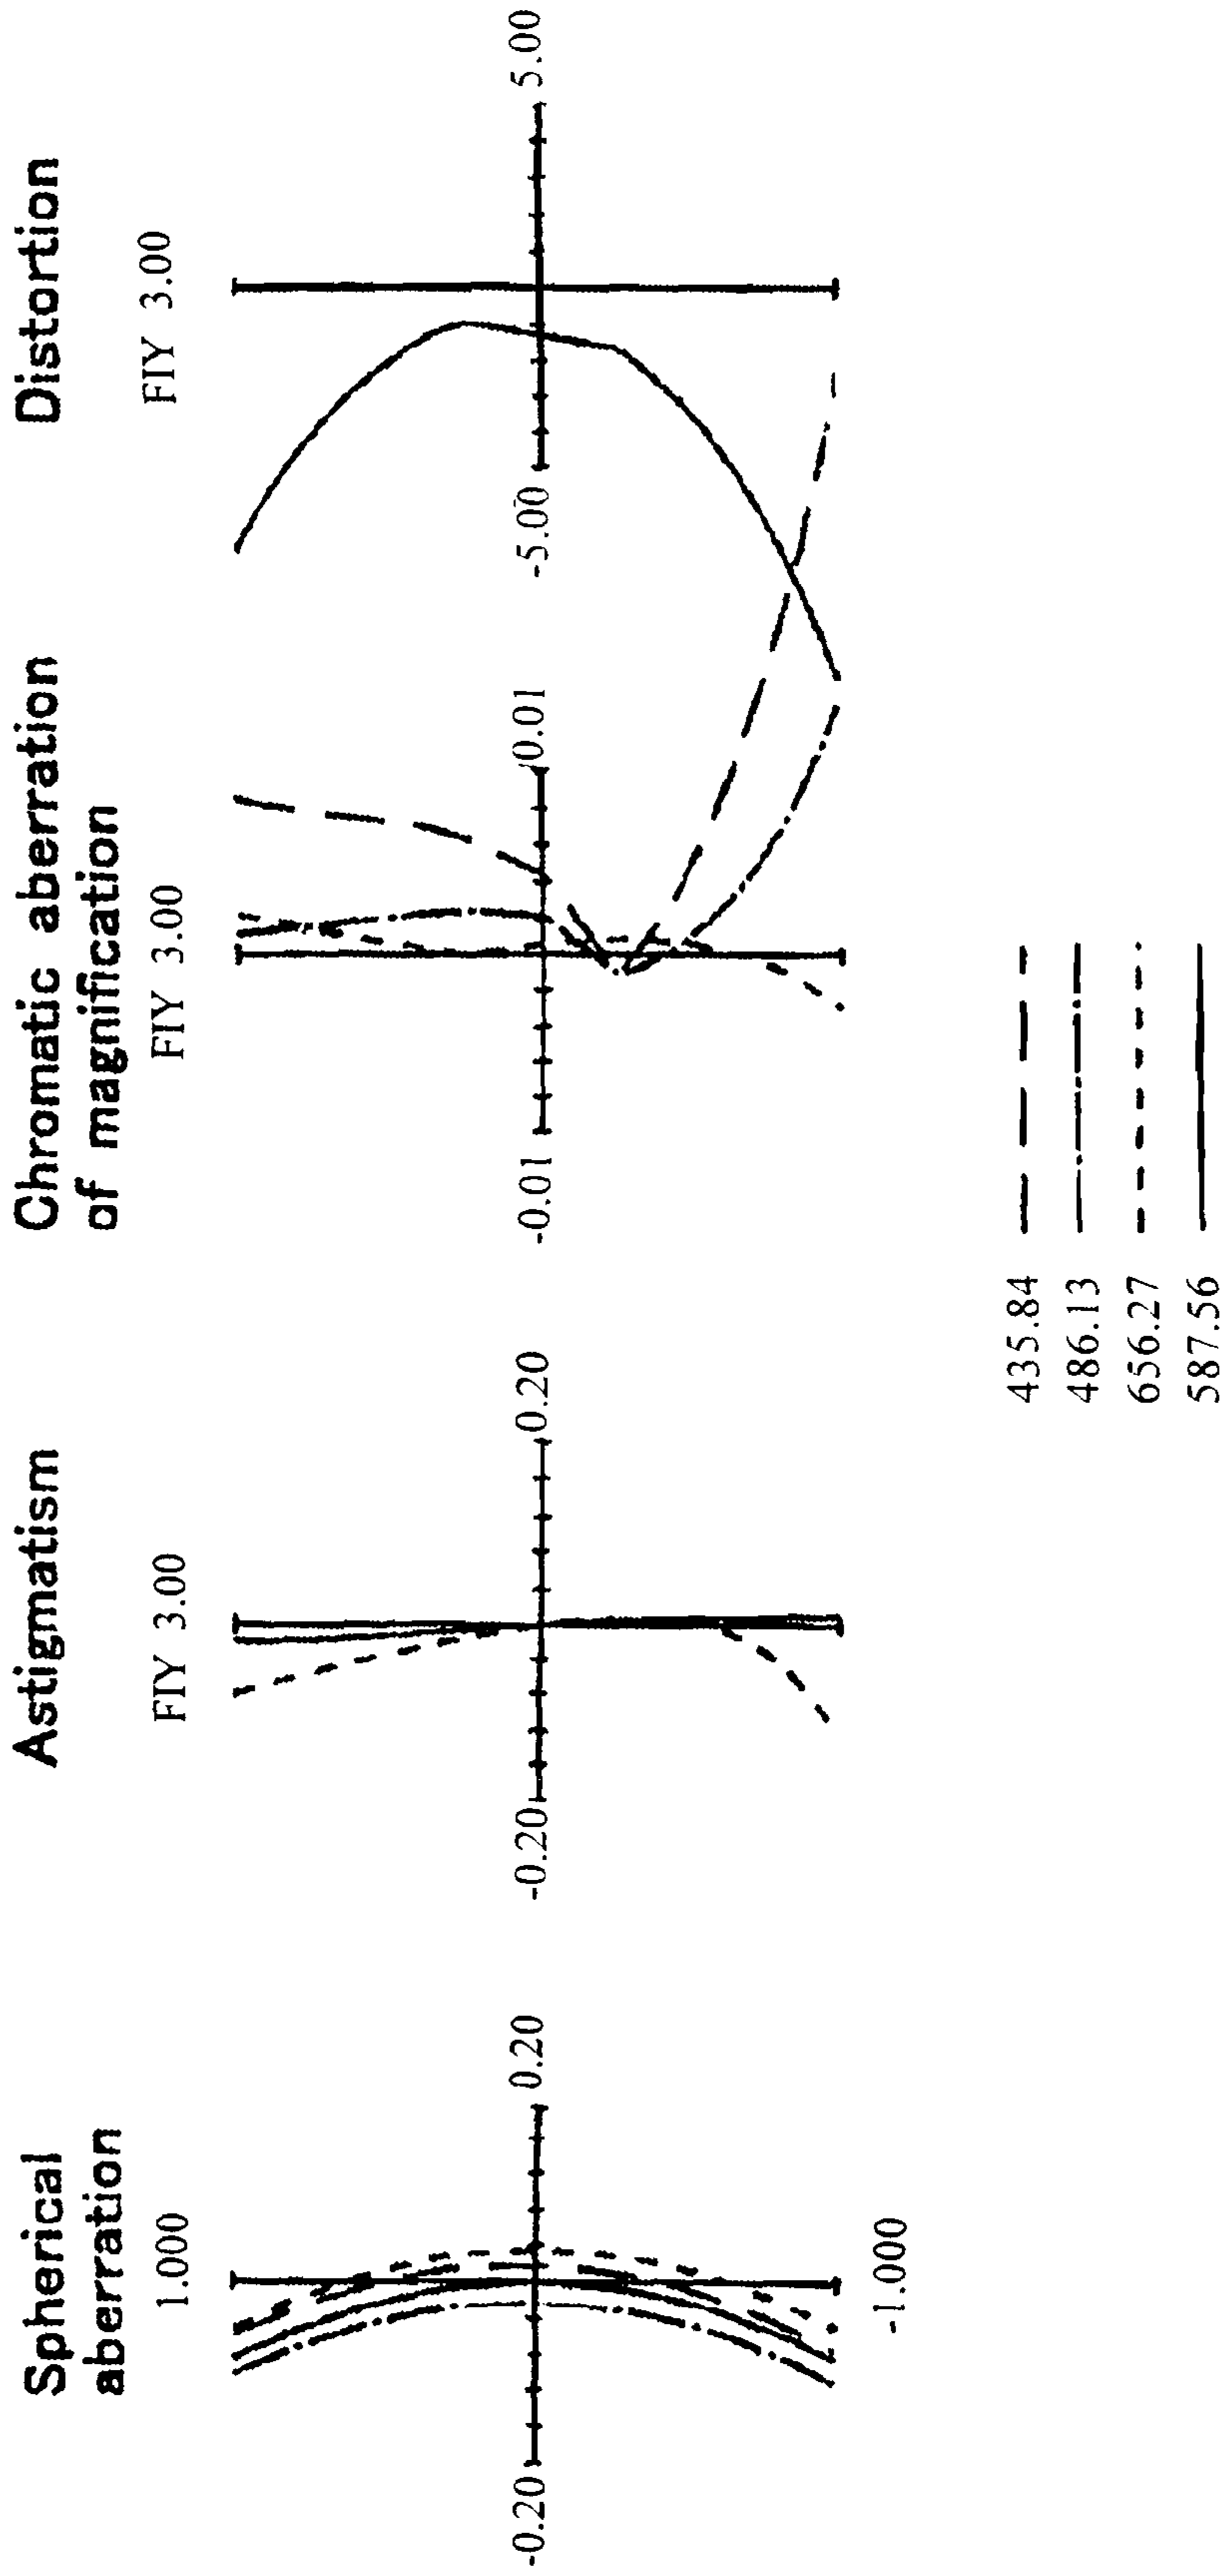 Spherical
aberration
1.000
-0.20
0.20
-1.000
Astigmatism
FIY 3.00
-0.20
0.20
Chromatic aberration
of magnification
FIY 3.00
-0.01
0.01
Distortion
FIY 3.00
-5.00
5.00
435.84
486.13
656.27
587.56